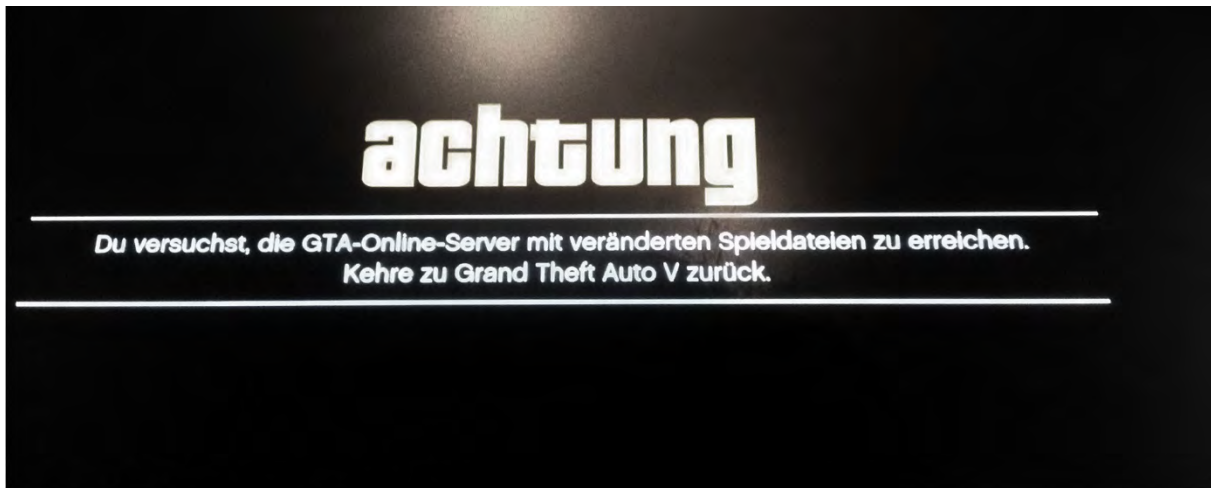 achtung
Du versuchst, die GTA-Online-Server mit veränderten Spieldateien zu erreichen.
Kehre zu Grand Theft Auto V zurück.